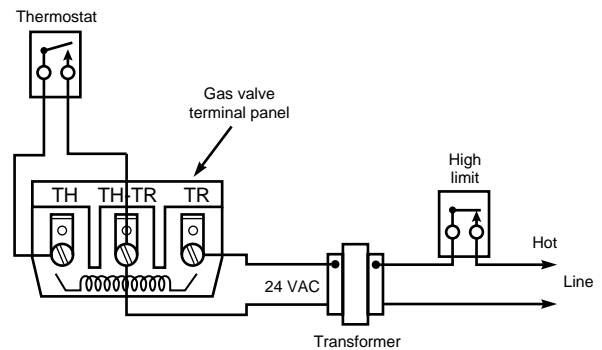 Thermostat
Gas valve
terminal panel
TH
TH-TR
TR
High
limit
Hot
Line
24 VAC
Transformer